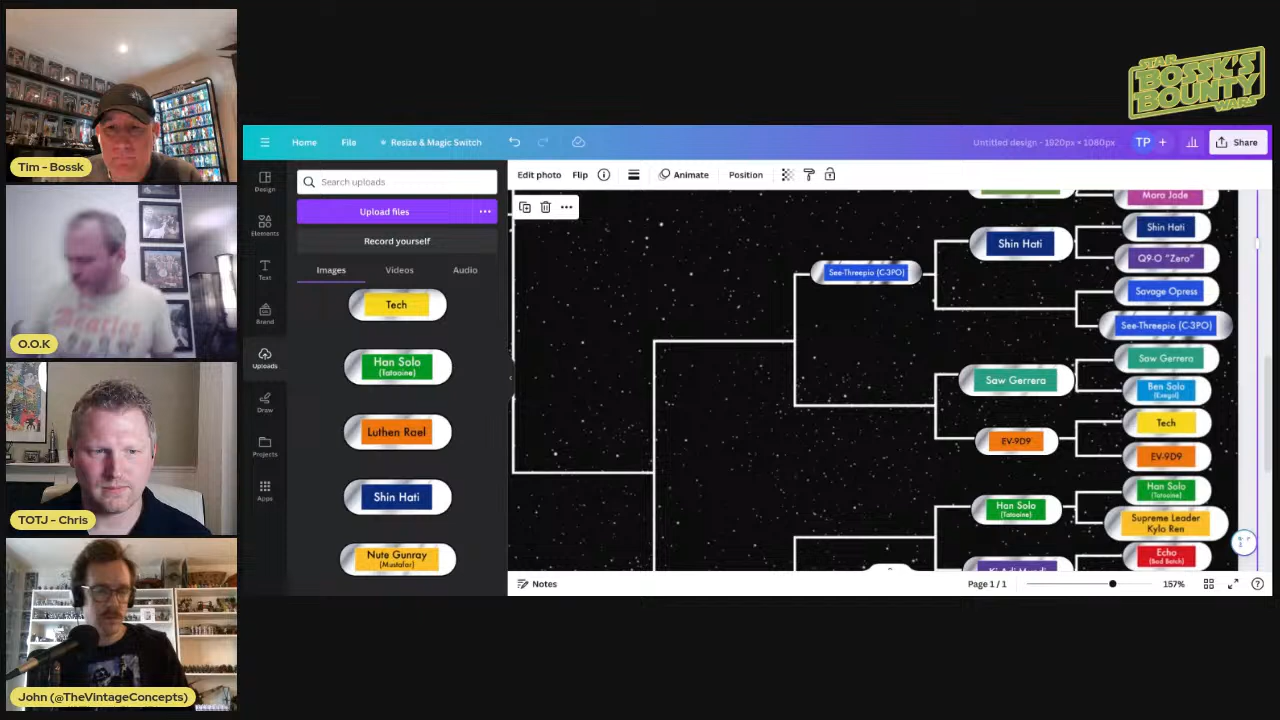 STAR
BOSSK'S
BOUNTY
WARS
Tim - Bossk
O.O.K
TOTJ - Chris
John (@TheVintageConcepts)
Home
File
Resize & Magic Switch
Untitled design - 1920px × 1080px
TP
+
Share
Design
Elements
Text
Brand
Uploads
Draw
Projects
Apps
Search uploads
Upload files
Record yourself
Images
Videos
Audio
Tech
Han Solo
(Tatooine)
Luthen Rael
Shin Hati
Nute Gunray
(Mustafar)
Edit photo
Flip
Animate
Position
See-Threepio (C-3PO)
Shin Hati
Saw Gerrera
EV-9D9
Han Solo
(Tatooine)
Ki Adi Mundi
Mara Jade
Shin Hati
Q9-0 "Zero"
Savage Opress
See-Threepio (C-3PO)
Saw Gerrera
Ben Solo
(Exegol)
Tech
EV-9D9
Han Solo
(Tatooine)
Supreme Leader
Kylo Ren
Echo
(Bad Batch)
Notes
Page 1 / 1
157%